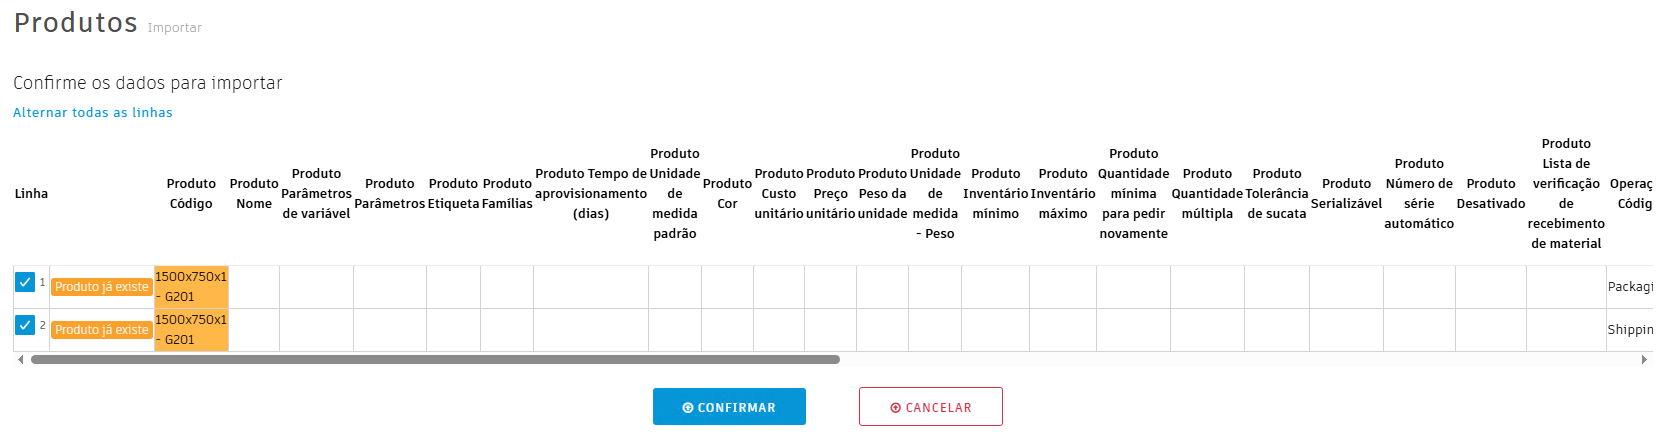 Produtos Importar
Confirme os dados para importar
Alternar todas as linhas
Linha
Produto Código
Produto Nome
Produto Parâmetros de variável
Produto Parâmetros
Produto Etiqueta
Produto Famílias
Produto Tempo de aprovisionamento (dias)
Produto Unidade de medida padrão
Produto Cor
Produto Custo unitário
Produto Preço unitário
Produto Peso da unidade
Produto Unidade de medida - Peso
Produto Inventário mínimo
Produto Inventário máximo
Produto Quantidade mínima para pedir novamente
Produto Quantidade múltipla
Produto Tolerância de sucata
Produto Serializável
Produto Número de série automático
Produto Desativado
Produto Lista de verificação de recebimento de material
Operaç Códig
1 Produto já existe 1500x750x1 - G201 Packagi
2 Produto já existe 1500x750x1 - G201 Shippin
CONFIRMAR
CANCELAR